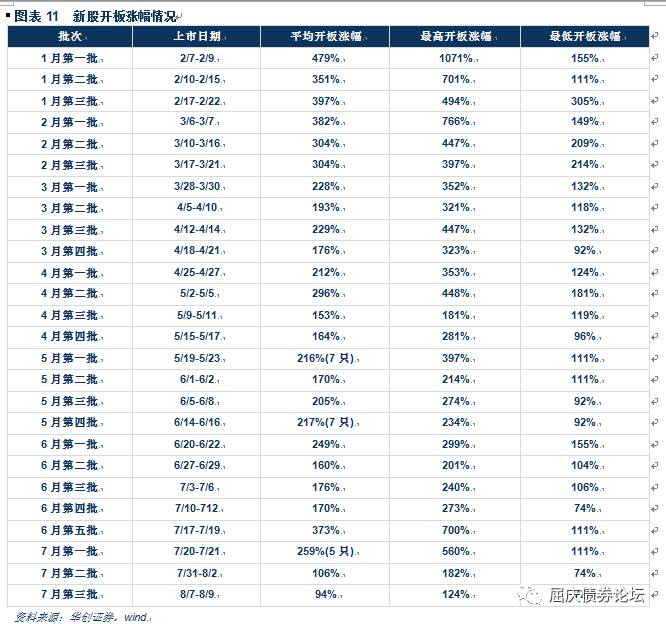 图表 11 新股开板涨幅情况
批次 上市日期 平均开板涨幅 最高开板涨幅 最低开板涨幅
1 月第一批 2/7-2/9 479% 1071% 155%
1 月第二批 2/10-2/15 351% 701% 111%
1 月第三批 2/17-2/22 397% 494% 305%
2 月第一批 3/6-3/7 382% 766% 149%
2 月第二批 3/10-3/16 304% 447% 209%
2 月第三批 3/17-3/21 304% 397% 214%
3 月第一批 3/28-3/30 228% 352% 132%
3 月第二批 4/5-4/10 193% 321% 118%
3 月第三批 4/12-4/14 229% 447% 132%
3 月第四批 4/18-4/21 176% 323% 92%
4 月第一批 4/25-4/27 212% 353% 124%
4 月第二批 5/2-5/5 296% 448% 181%
4 月第三批 5/9-5/11 153% 181% 119%
4 月第四批 5/15-5/17 164% 281% 96%
5 月第一批 5/19-5/23 216%(7 只) 397% 111%
5 月第二批 6/1-6/2 170% 214% 111%
5 月第三批 6/5-6/8 205% 274% 92%
5 月第四批 6/14-6/16 217%(7 只) 234% 92%
6 月第一批 6/20-6/22 249% 299% 155%
6 月第二批 6/27-6/29 160% 201% 104%
6 月第三批 7/3-7/6 176% 240% 106%
6 月第四批 7/10-712 170% 273% 74%
6 月第五批 7/17-7/19 373% 700% 111%
7 月第一批 7/20-7/21 259%(5 只) 560% 111%
7 月第二批 7/31-8/2 106% 182% 74%
7 月第三批 8/7-8/9 94% 124%
屈庆债券论坛
资料来源：华创证券，wind